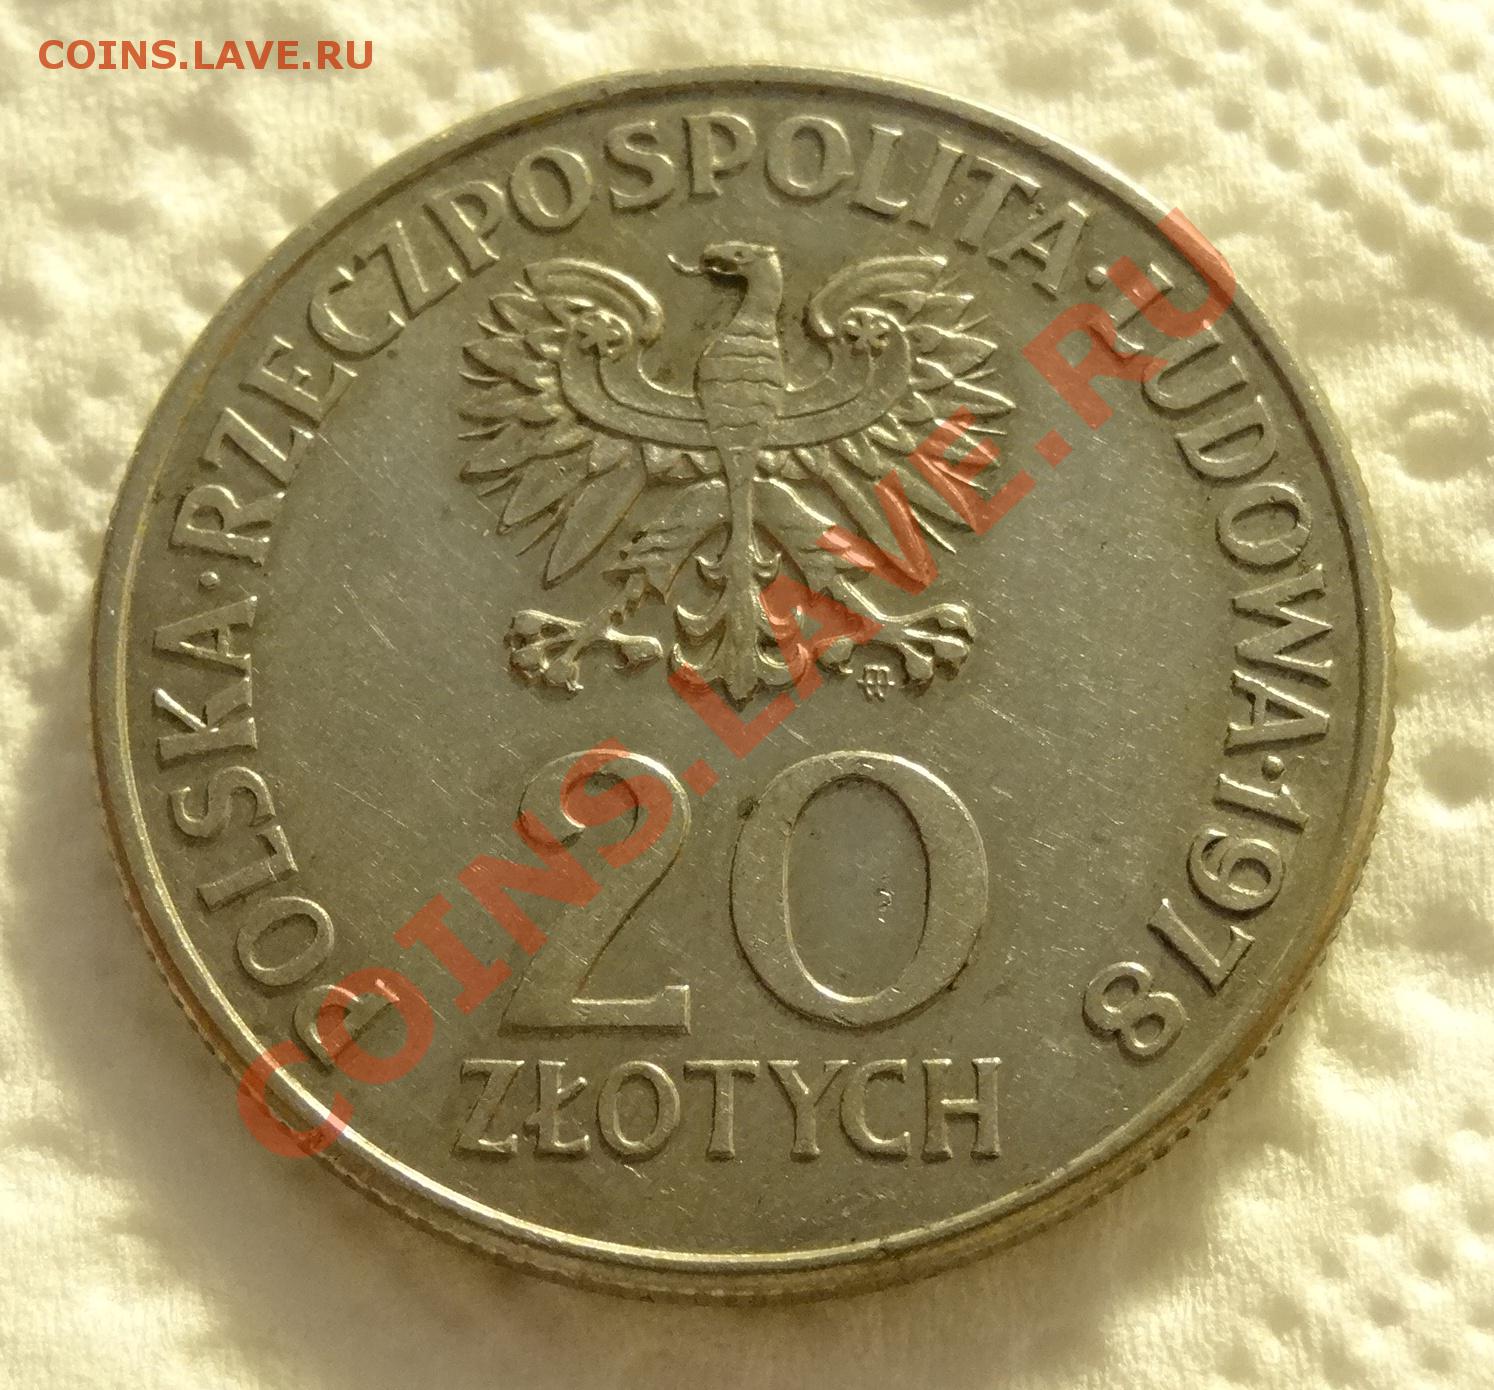 COINS.LAVE.RU
POLSKA·RZECZPOSPOLITA·LUDOWA·1978
COINS.LAVE.RU
20
ZŁOTYCH